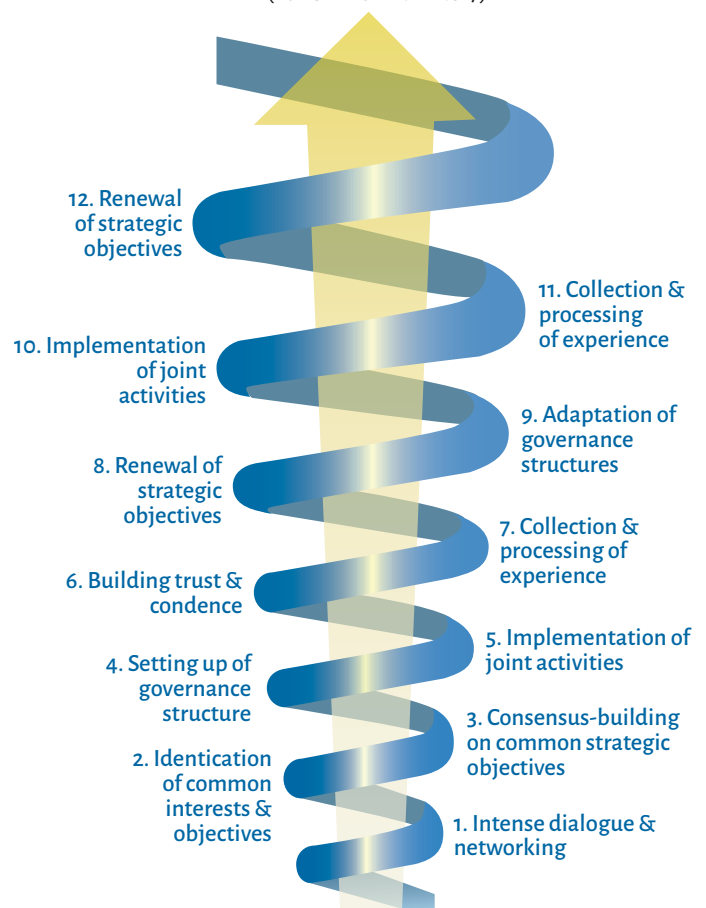 12. Renewal
of strategic
objectives
11. Collection &
processing
of experience
10. Implementation
of joint
activities
9. Adaptation of
governance
structures
8. Renewal of
strategic
objectives
7. Collection &
processing of
experience
6. Building trust &
condence
5. Implementation of
joint activities
4. Setting up of
governance
structure
3. Consensus-building
on common strategic
objectives
2. Identication
of common
interests &
objectives
1. Intense dialogue &
networking